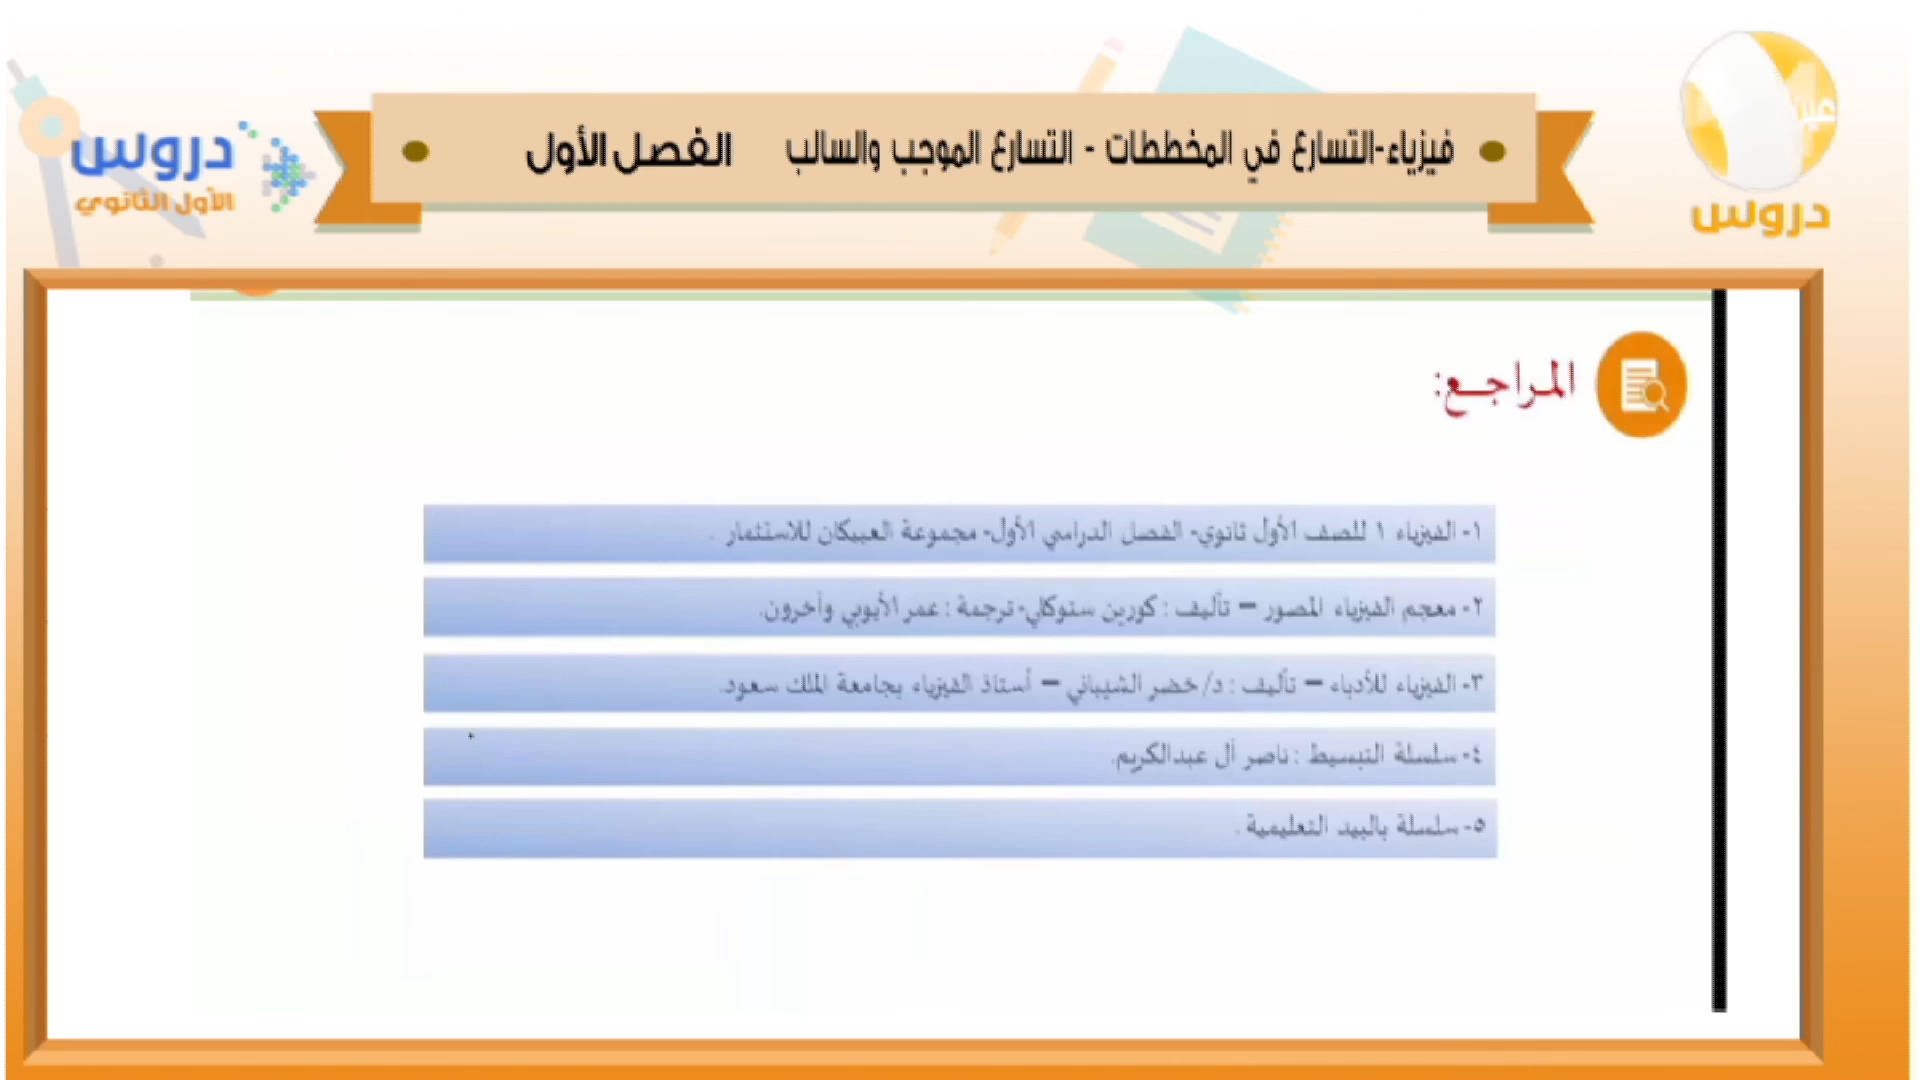 فيزياء-التسارع في المخططات - التسارع الموجب والسالب الفصل الأول
دروس
الأول الثانوي
عين
دروس
المراجع:
١- الفيزياء ١ للصف الأول ثانوي- الفصل الدراسي الأول- مجموعة العبيكان للاستثمار .
٢- معجم الفيزياء المصور – تأليف : كورين ستوكلي- ترجمة : عمر الأيوبي وآخرون.
٣- الفيزياء للأدباء – تأليف : د/ خضر الشيباني – أستاذ الفيزياء بجامعة الملك سعود.
٤- سلسلة التبسيط : ناصر آل عبدالكريم.
٥- سلسلة بالبيد التعليمية .